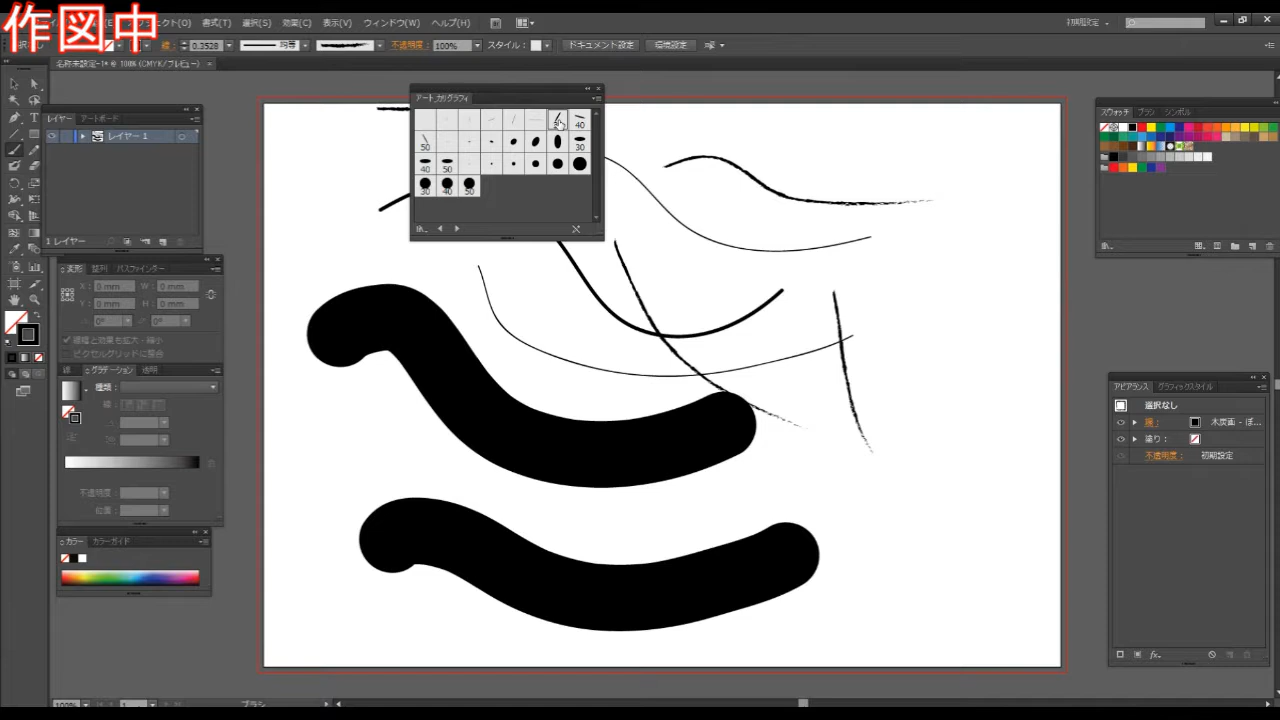 作図中
書式(T) 選択(S) 効果(C) 表示(V) ウィンドウ(W) ヘルプ(H)
初期設定
線: 0.3528 均等 不透明度: 100% スタイル: ドキュメント設定 環境設定
名称未設定-1* @ 100% (CMYK/プレビュー)
アート_カリグラフィ
40
50
30
40 50
30 40 50
レイヤー アートボード
レイヤー 1
1 レイヤー
変形 整列 パスファインダー
X: 0 mm W: 0 mm
Y: 0 mm H: 0 mm
0° 0°
線幅と効果も拡大・縮小
ピクセルグリッドに整合
線 グラデーション 透明
種類:
線:
不透明度:
位置:
カラー カラーガイド
スウォッチ ブラシ シンボル
アピアランス グラフィックスタイル
選択なし
線: 木炭画 - ぼ...
塗り:
不透明度: 初期設定
100% 1 ブラシ